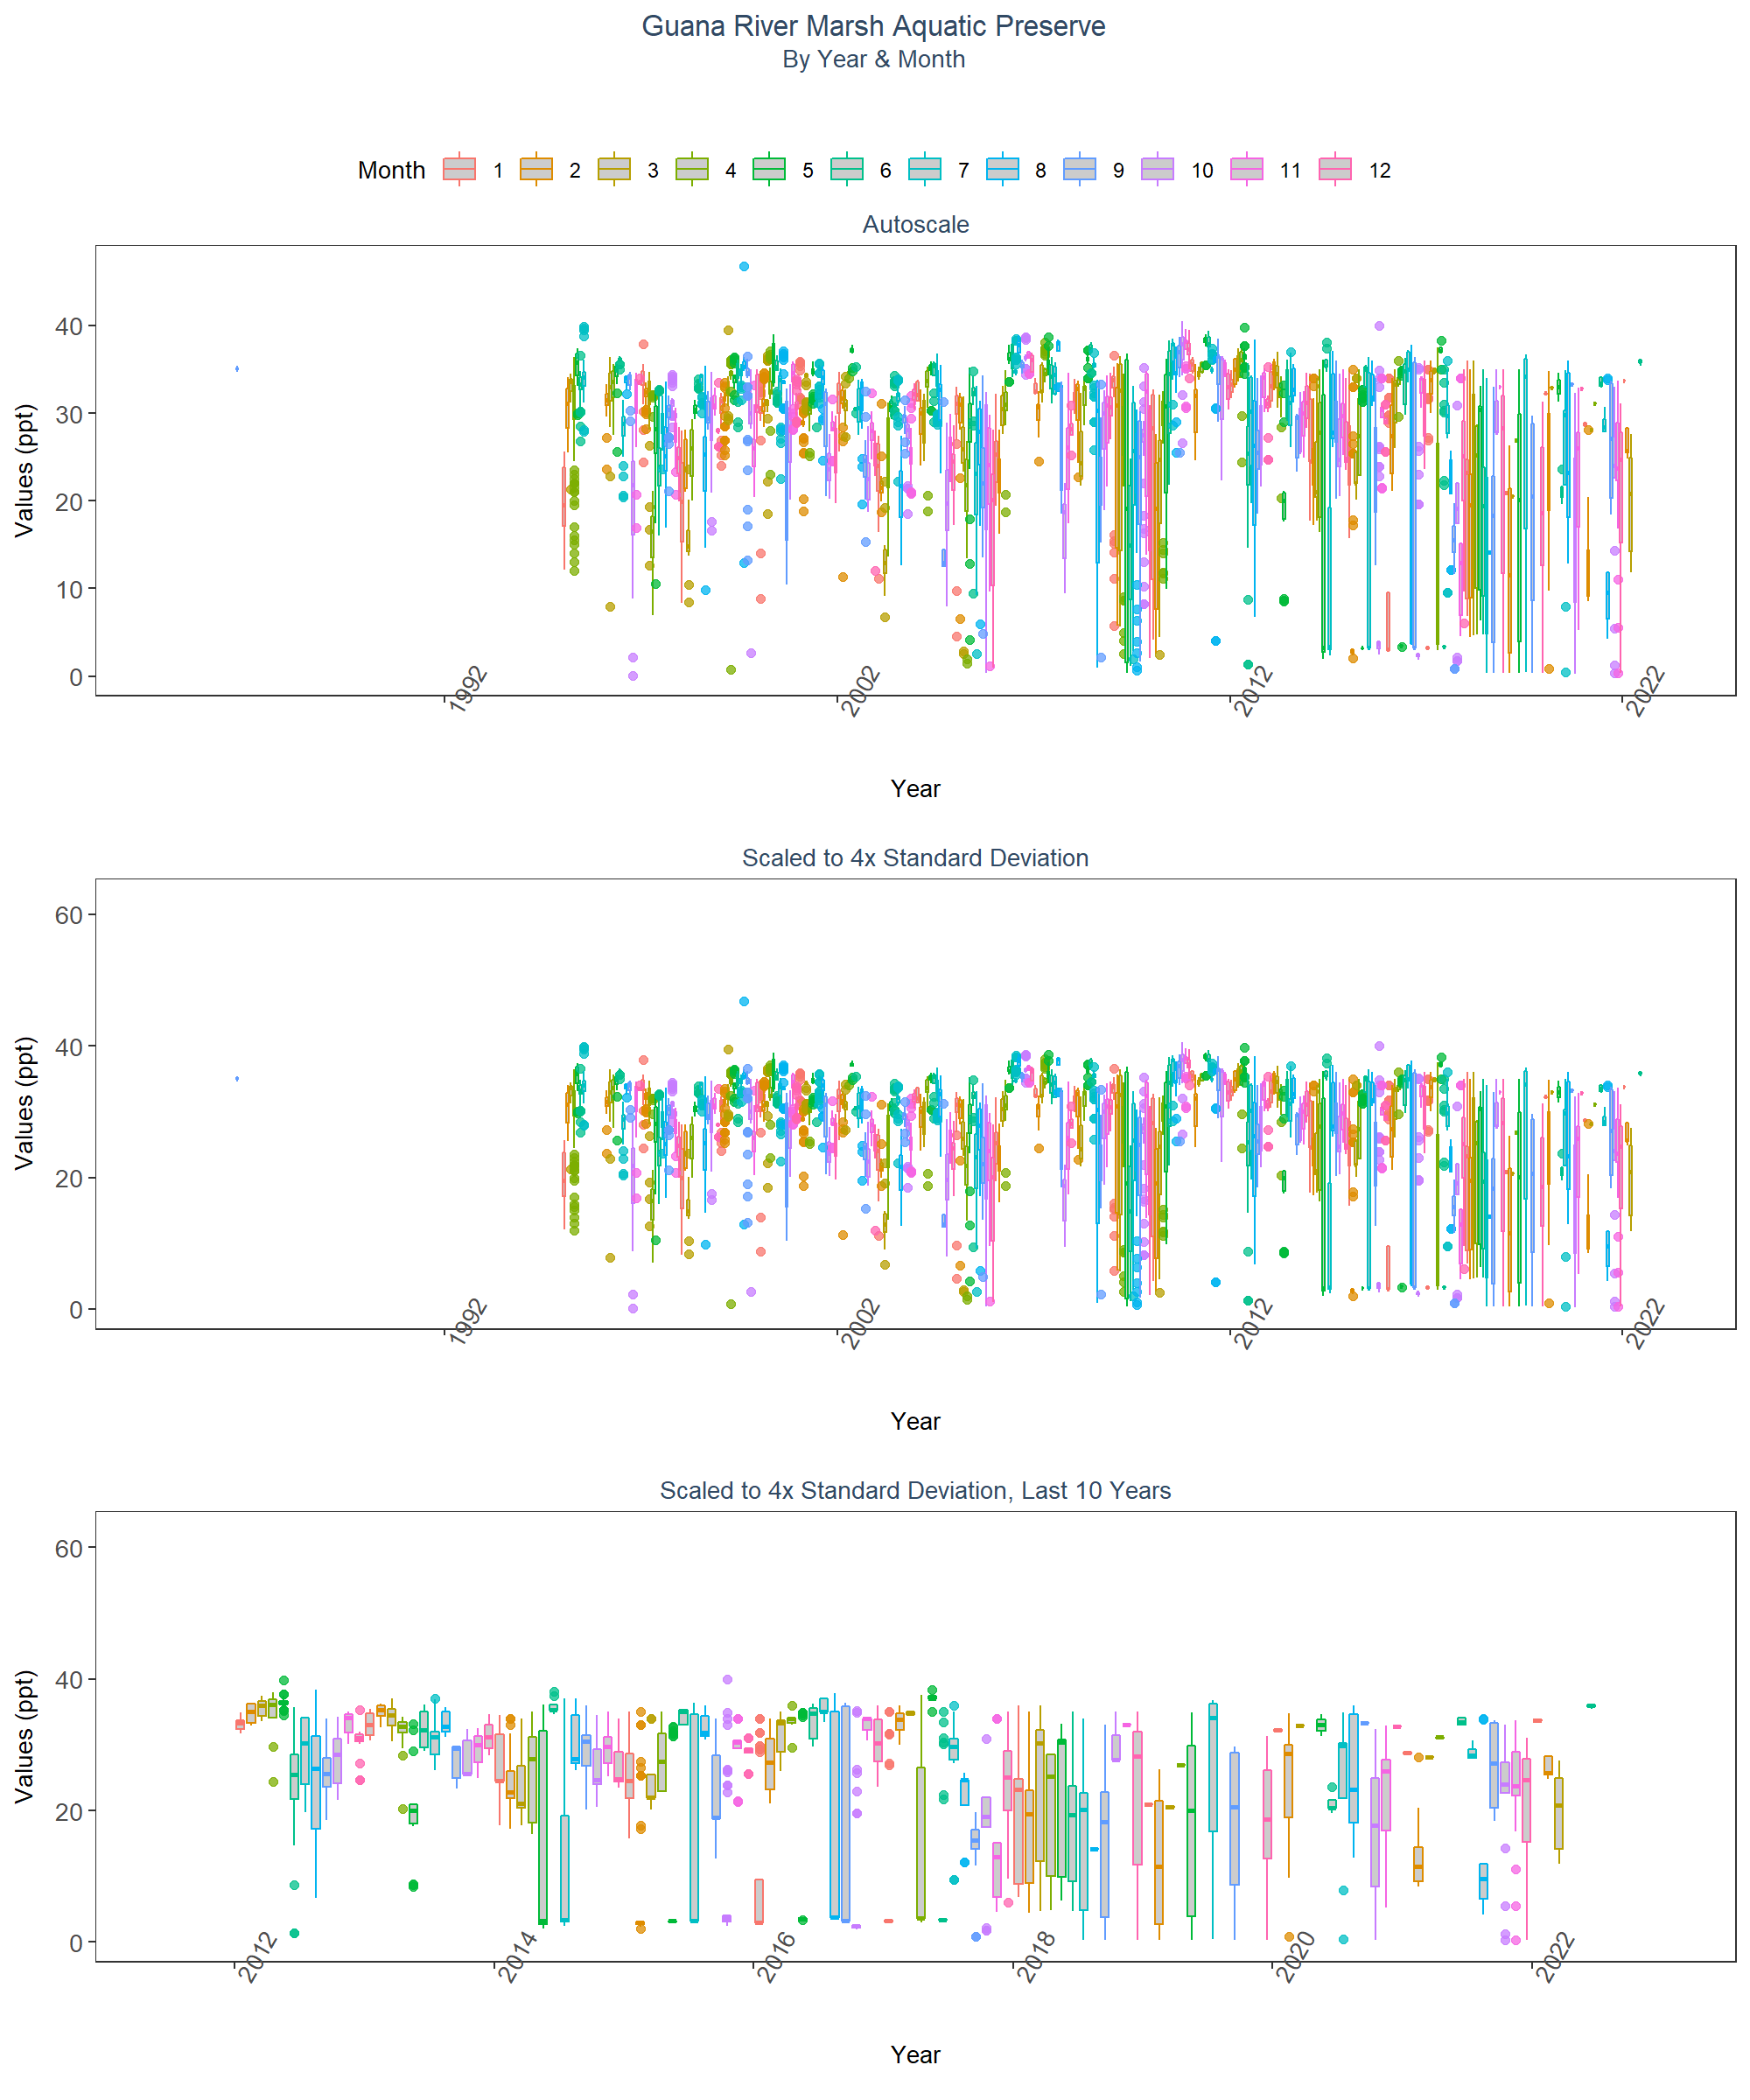 Guana River Marsh Aquatic Preserve
By Year & Month
Month 1 2 3 4 5 6 7 8 9 10 11 12
Autoscale
Values (ppt)
40
30
20
10
0
1992 2002 2012 2022
Year
Scaled to 4x Standard Deviation
Values (ppt)
60
40
20
0
1992 2002 2012 2022
Year
Scaled to 4x Standard Deviation, Last 10 Years
Values (ppt)
60
40
20
0
2012 2014 2016 2018 2020 2022
Year